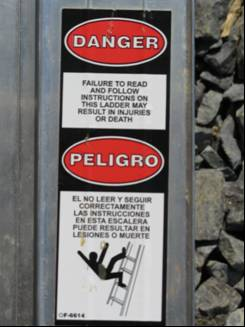 DANGER
FAILURE TO READ
AND FOLLOW
INSTRUCTIONS ON
THIS LADDER MAY
RESULT IN INJURIES
OR DEATH
PELIGRO
EL NO LEER Y SEGUIR
CORRECTAMENTE
LAS INSTRUCCIONES
EN ESTA ESCALERA
PUEDE RESULTAR EN
LESIONES O MUERTE
F-6614